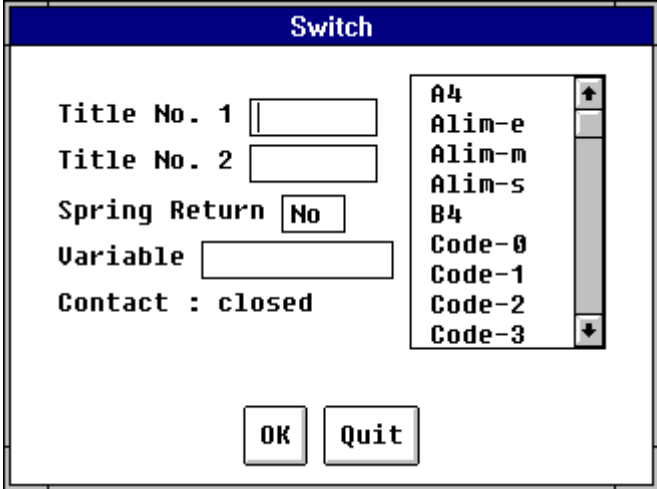 Switch
Title No. 1
Title No. 2
Spring Return No
Variable
Contact : closed
A4
Alim-e
Alim-m
Alim-s
B4
Code-0
Code-1
Code-2
Code-3
OK Quit